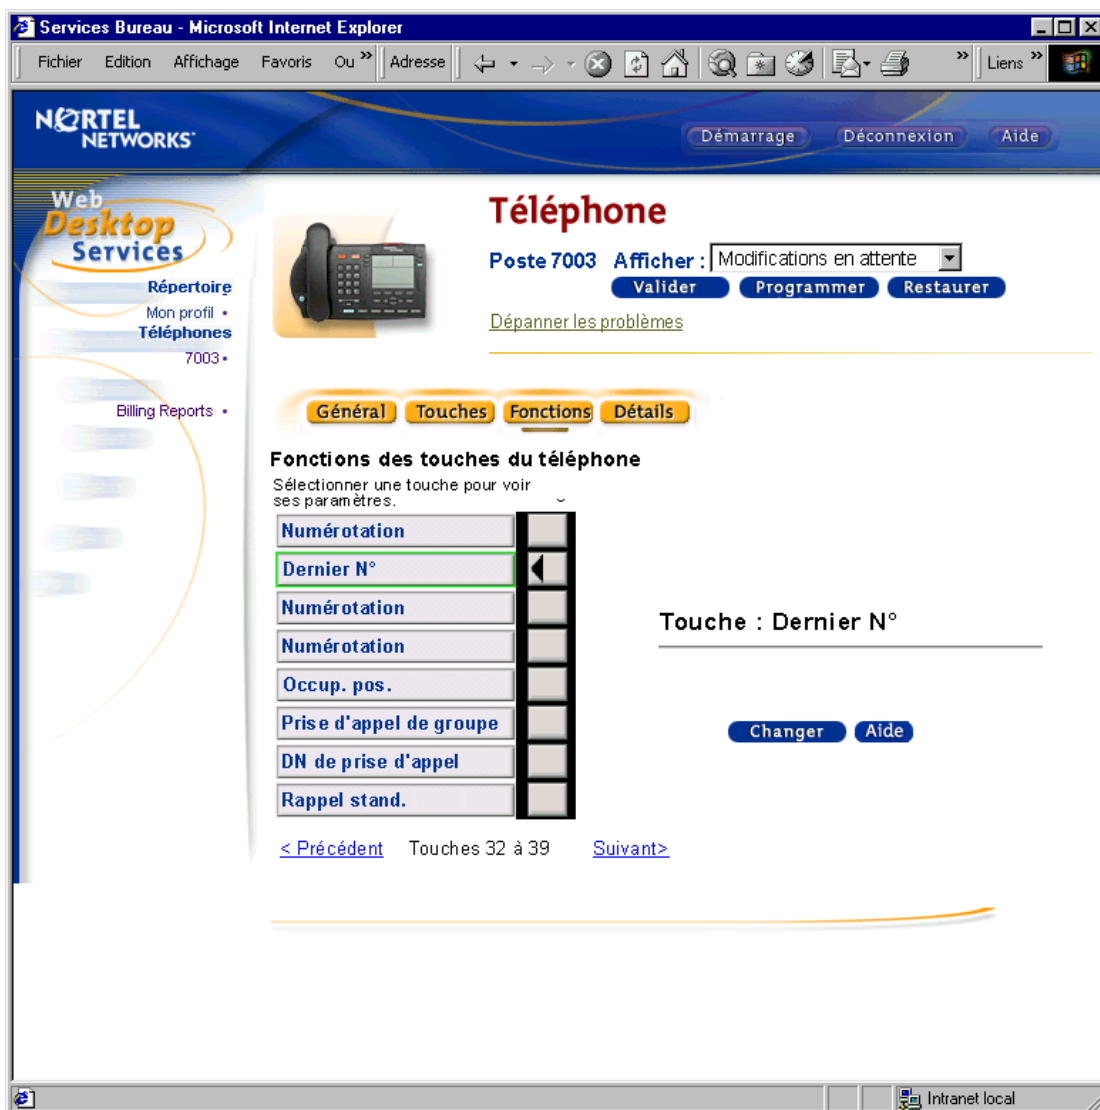 Services Bureau - Microsoft Internet Explorer
Fichier Edition Affichage Favoris Ou » Adresse » Liens »
NORTEL
NETWORKS
Démarrage Déconnexion Aide
Web
Desktop
Services
Répertoire
Mon profil •
Téléphones
7003 •
Billing Reports •
Téléphone
Poste 7003 Afficher : Modifications en attente
Valider Programmer Restaurer
Dépanner les problèmes
Général Touches Fonctions Détails
Fonctions des touches du téléphone
Sélectionner une touche pour voir
ses paramètres.
Numérotation
Dernier N°
Numérotation
Numérotation
Occup. pos.
Prise d'appel de groupe
DN de prise d'appel
Rappel stand.
< Précédent Touches 32 à 39 Suivant>
Touche : Dernier N°
Changer Aide
Intranet local